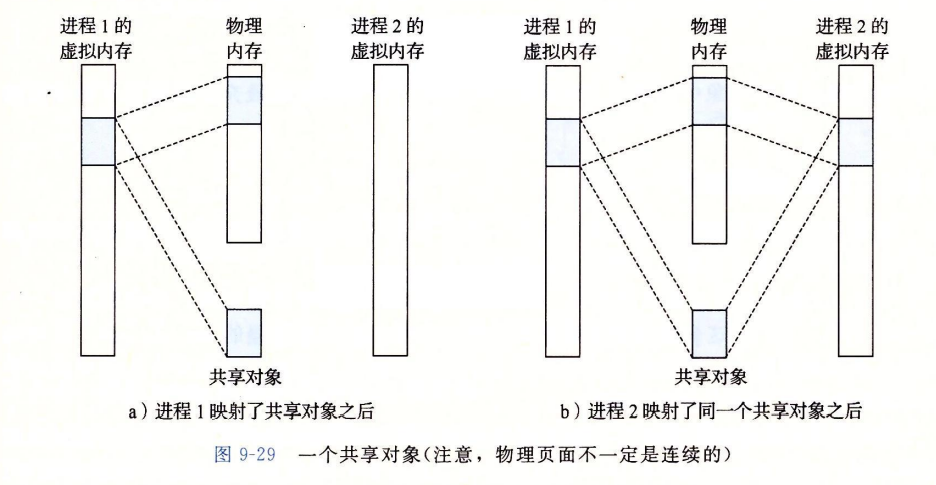 进程1的
虚拟内存
物理
内存
进程2的
虚拟内存
共享对象
a）进程1映射了共享对象之后
进程1的
虚拟内存
物理
内存
进程2的
虚拟内存
共享对象
b）进程2映射了同一个共享对象之后
图 9-29 一个共享对象(注意，物理页面不一定是连续的)